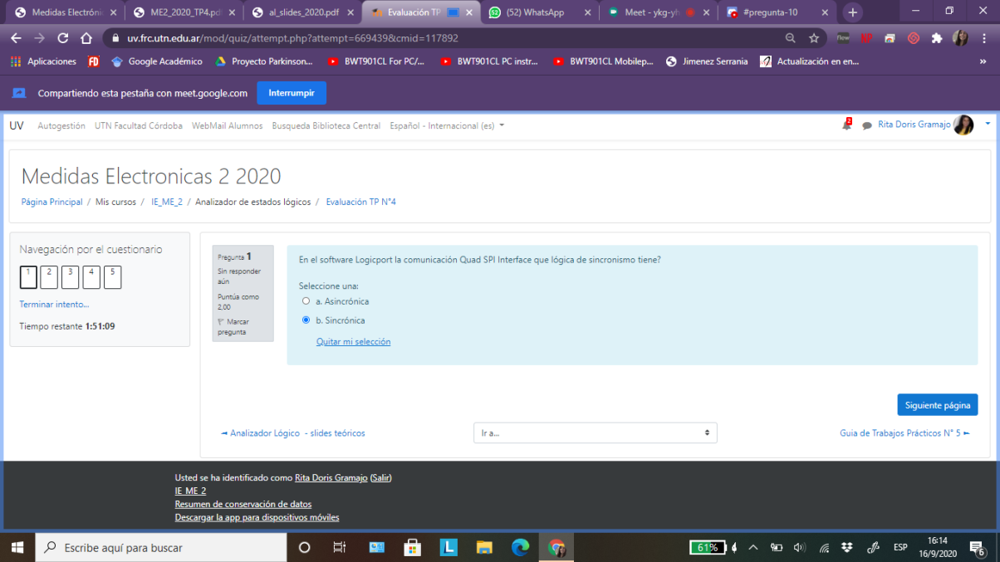 Medidas Electróni
ME2_2020_TP4.pd
al_slides_2020.pdf
Evaluación TP
(52) WhatsApp
Meet - ykg-yh
#pregunta-10
uv.frc.utn.edu.ar/mod/quiz/attempt.php?attempt=669439&cmid=117892
Aplicaciones
Google Académico
Proyecto Parkinson...
BWT901CL For PC/...
BWT901CL PC instr...
BWT901CL Mobilep...
Jimenez Serrania
Actualización en en...
»
Compartiendo esta pestaña con meet.google.com
Interrumpir
UV Autogestión UTN Facultad Córdoba WebMail Alumnos Busqueda Biblioteca Central Español - Internacional (es)
2
Rita Doris Gramajo
Medidas Electronicas 2 2020
Página Principal / Mis cursos / IE_ME_2 / Analizador de estados lógicos / Evaluación TP N°4
Navegación por el cuestionario
1 2 3 4 5
Terminar intento...
Tiempo restante 1:51:09
Pregunta 1
Sin responder
aún
Puntúa como
2,00
Marcar
pregunta
En el software Logicport la comunicación Quad SPI Interface que lógica de sincronismo tiene?
Seleccione una:
a. Asincrónica
b. Sincrónica
Quitar mi selección
Siguiente página
◄ Analizador Lógico - slides teóricos
Ir a...
Guia de Trabajos Prácticos N° 5 ►
Usted se ha identificado como Rita Doris Gramajo (Salir)
IE_ME_2
Resumen de conservación de datos
Descargar la app para dispositivos móviles
Escribe aquí para buscar
L
61%
ESP
16:14
16/9/2020
6